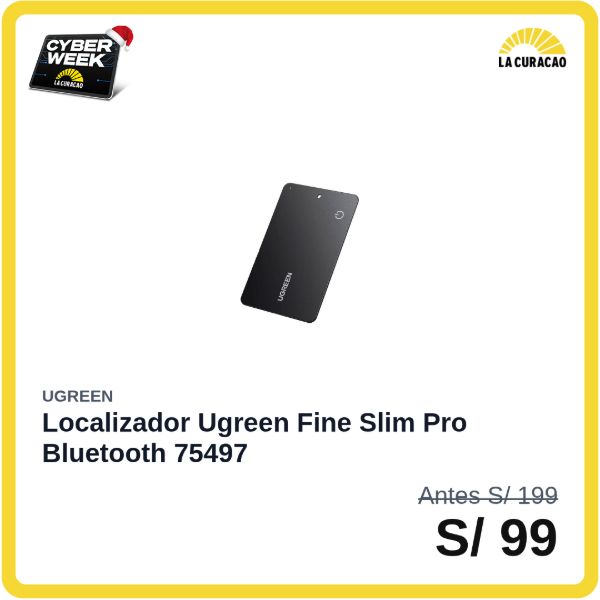 CYBER
WEEK
LA CURACAO
LA CURACAO
UGREEN
UGREEN
Localizador Ugreen Fine Slim Pro
Bluetooth 75497
Antes S/ 199
S/ 99